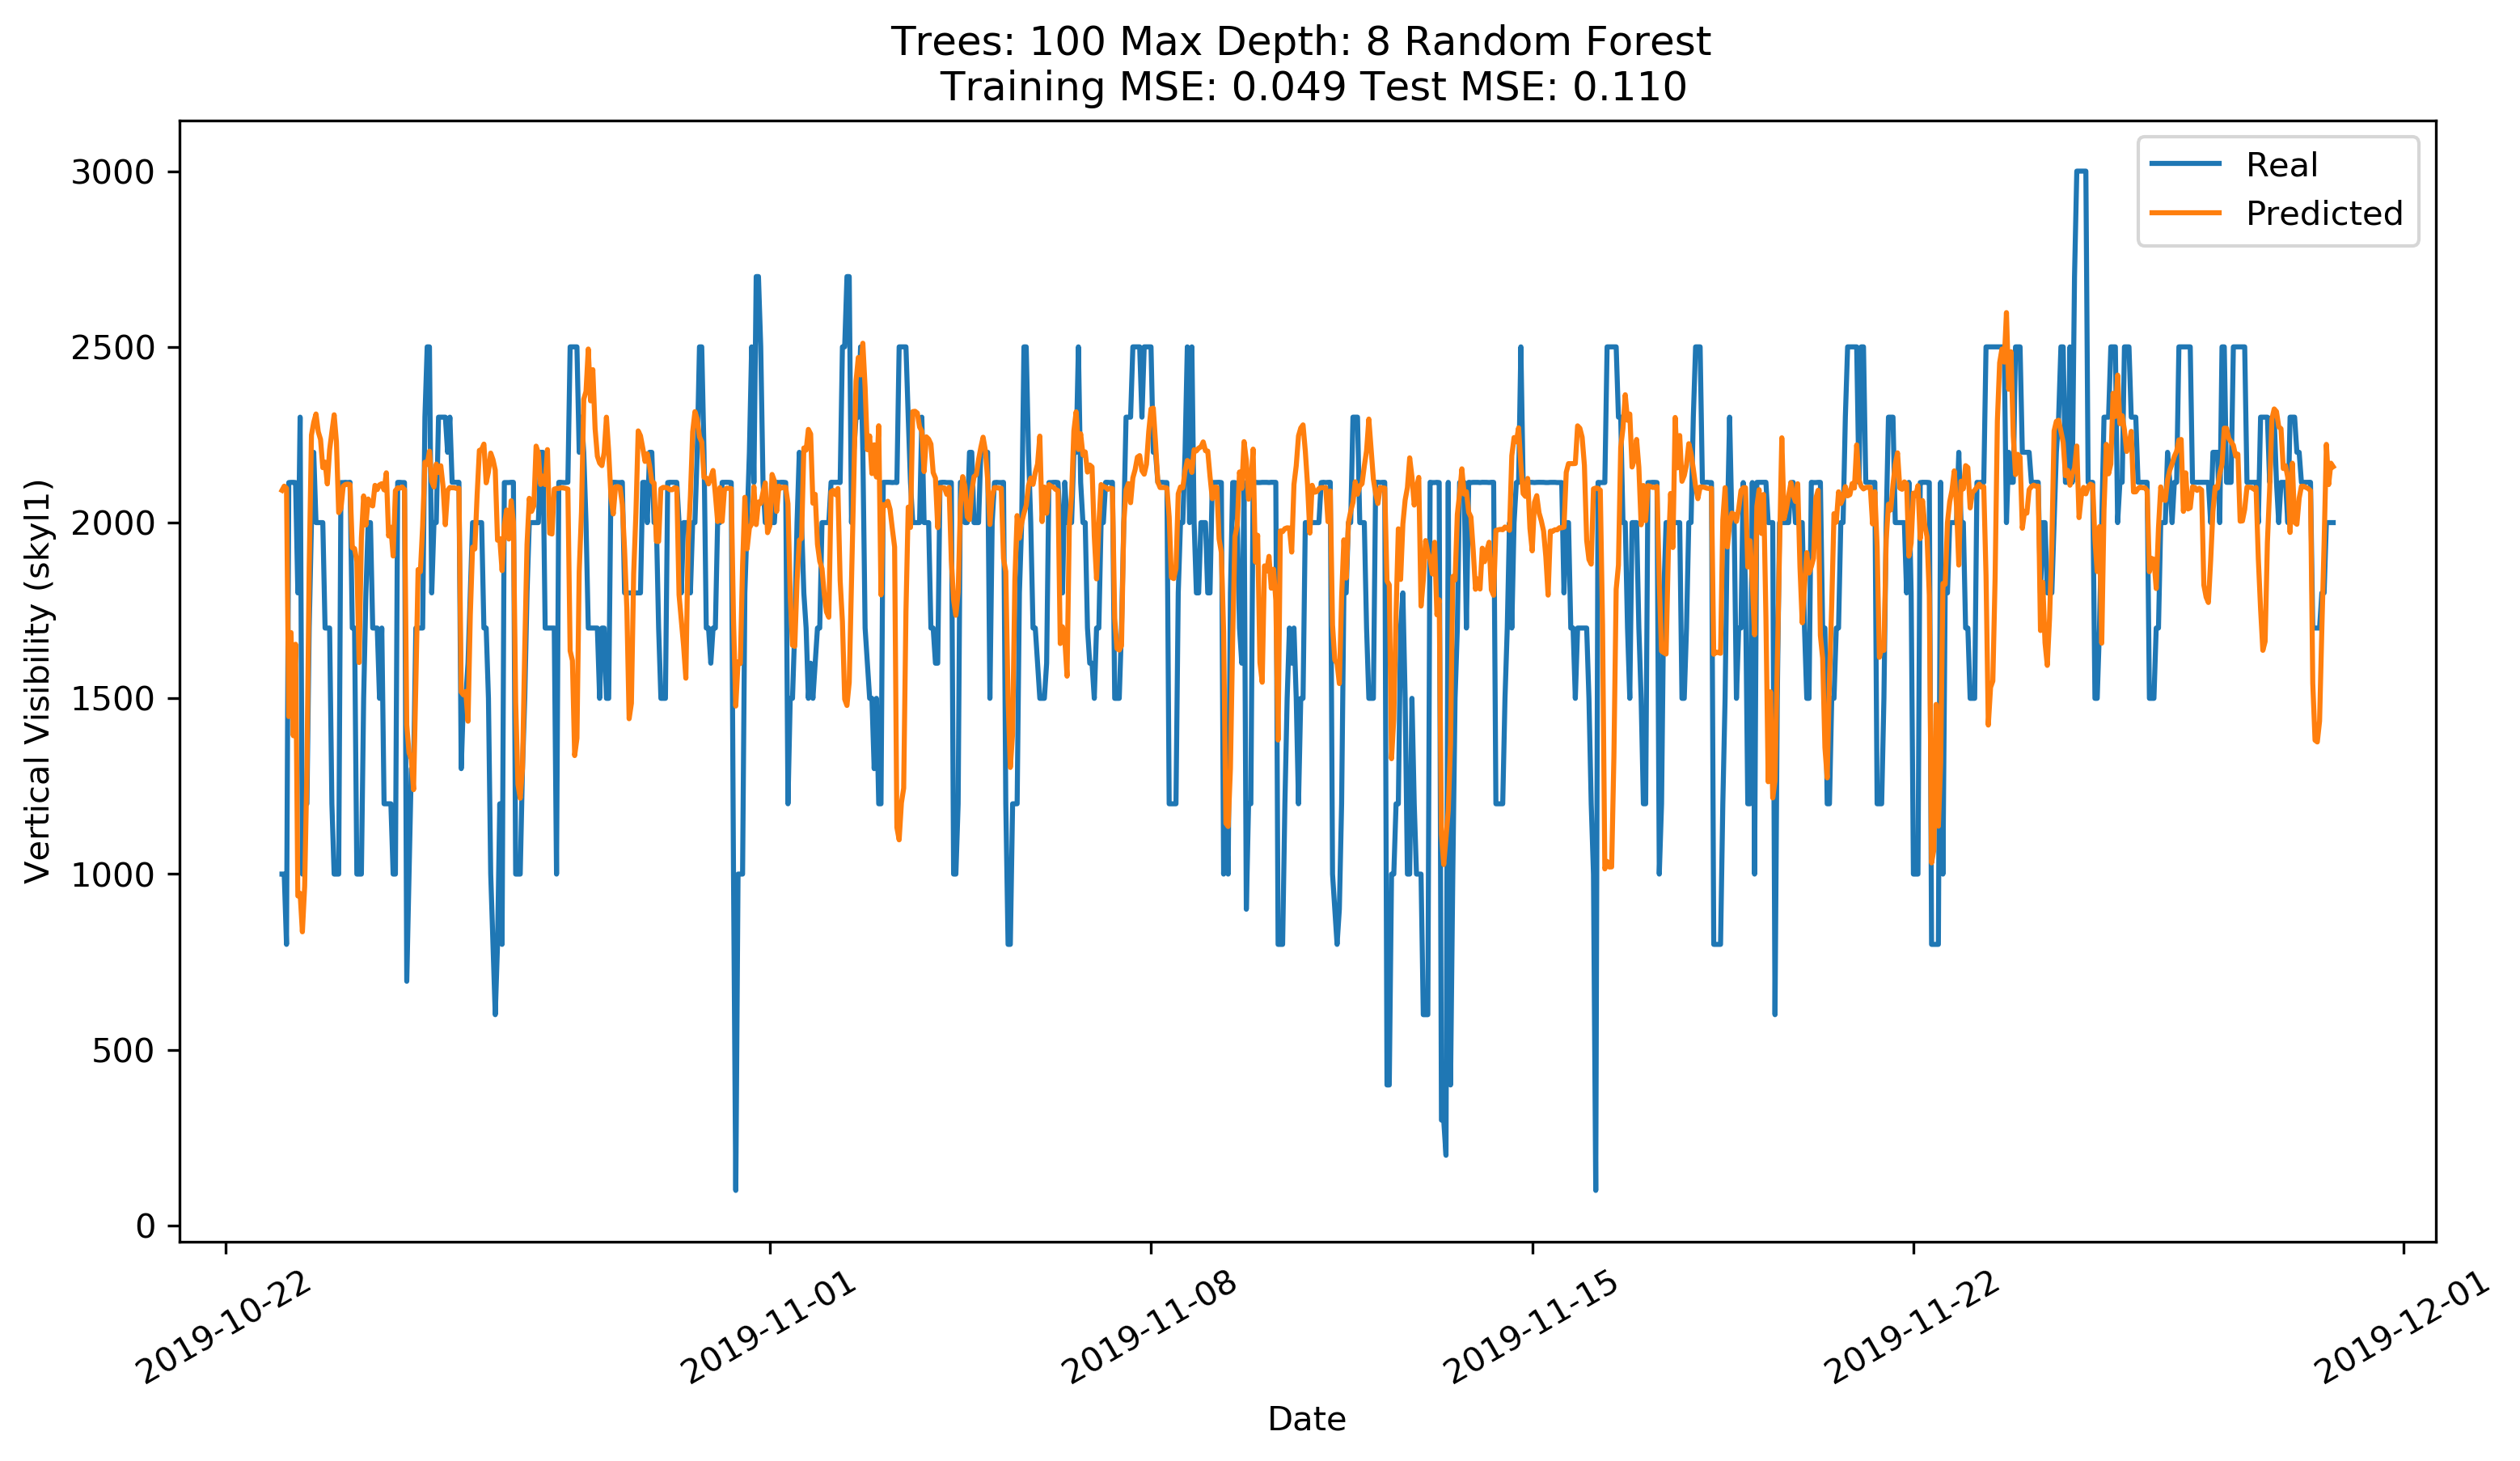 Trees: 100 Max Depth: 8 Random Forest
Training MSE: 0.049 Test MSE: 0.110
Real
Predicted
3000
2500
2000
1500
1000
500
0
Vertical Visibility (skyl1)
2019-10-22
2019-11-01
2019-11-08
2019-11-15
2019-11-22
2019-12-01
Date